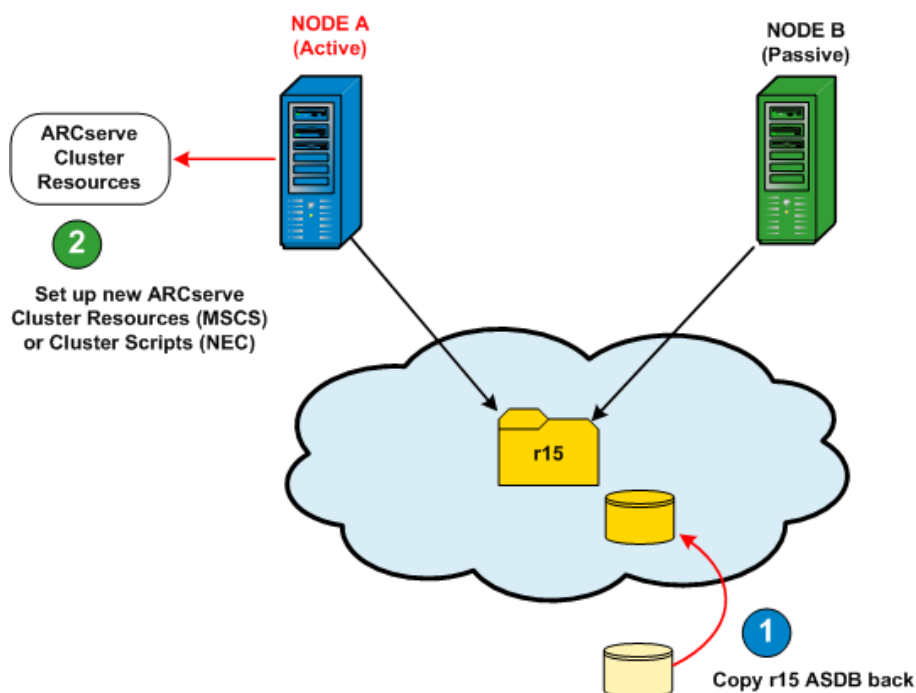 NODE A
(Active)
NODE B
(Passive)
ARCserve
Cluster
Resources
2
Set up new ARCserve
Cluster Resources (MSCS)
or Cluster Scripts (NEC)
r15
1
Copy r15 ASDB back